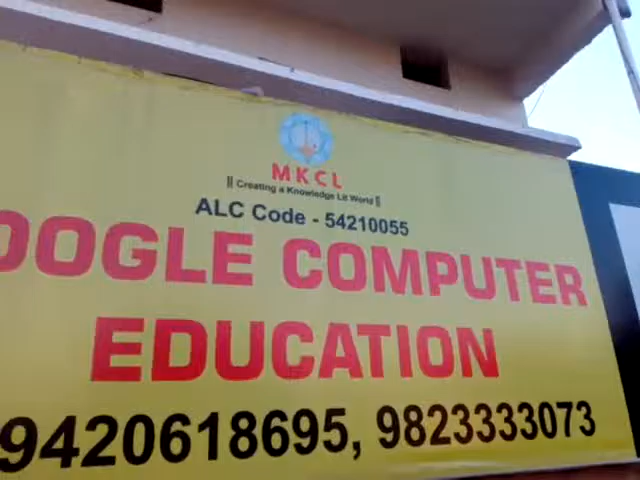 MKCL
|| Creating a Knowledge Lit World ||
ALC Code - 54210055
OOGLE COMPUTER
EDUCATION
9420618695, 9823333073